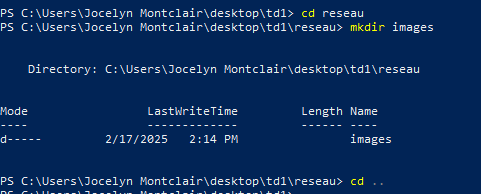 PS C:\Users\Jocelyn Montclair\desktop\td1> cd reseau
PS C:\Users\Jocelyn Montclair\desktop\td1\reseau> mkdir images
Directory: C:\Users\Jocelyn Montclair\desktop\td1\reseau
Mode LastWriteTime Length Name
---- ------------- ------ ----
d----- 2/17/2025 2:14 PM images
PS C:\Users\Jocelyn Montclair\desktop\td1\reseau> cd ..